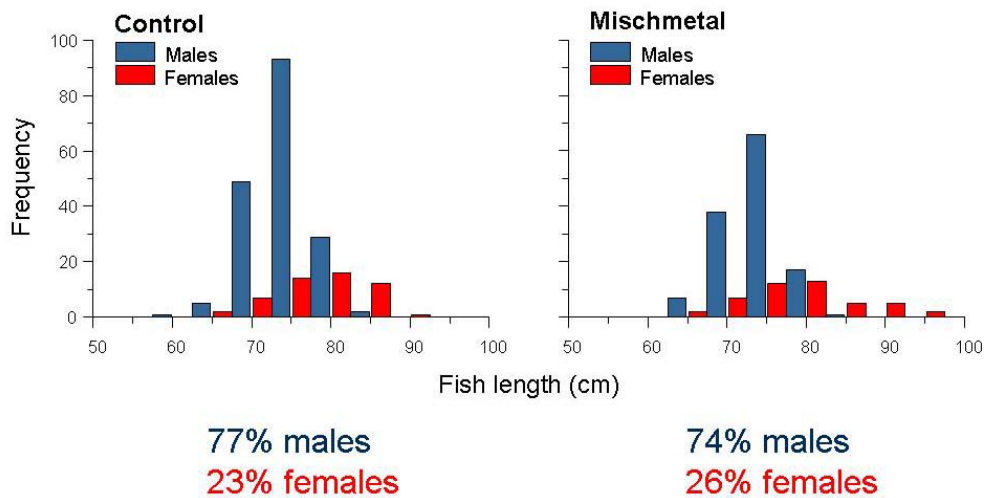 Control
Males
Females
100
80
60
40
20
0
Frequency
50 60 70 80 90 100
Mischmetal
Males
Females
50 60 70 80 90 100
Fish length (cm)
77% males
23% females
74% males
26% females